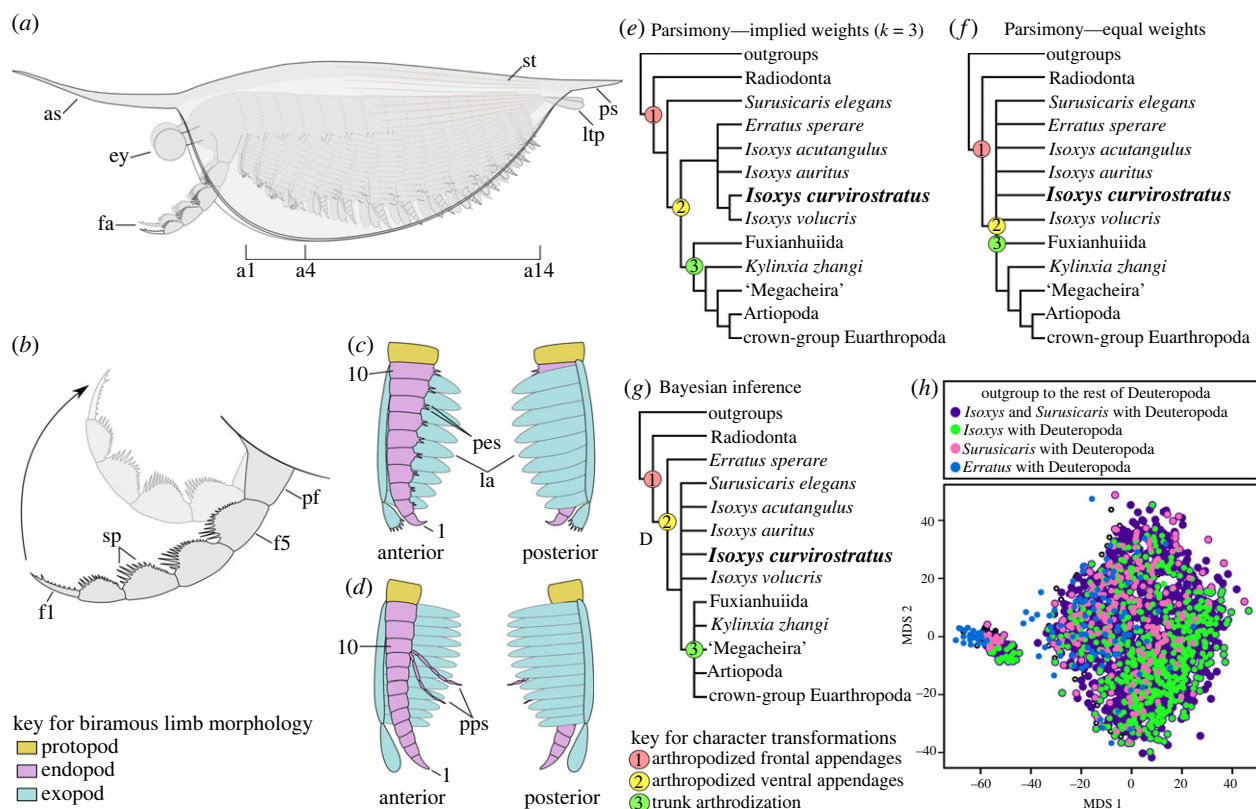 (a)
as
ey
fa
st
ps
ltp
a1
a4
a14
(b)
sp
f1
pf
f5
key for biramous limb morphology
protopod
endopod
exopod
(c)
10
pes
la
1
anterior
posterior
(d)
10
pps
1
anterior
posterior
(e) Parsimony—implied weights (k = 3)
outgroups
Radiodonta
Surusicaris elegans
Erratus sperare
Isoxys acutangulus
Isoxys auritus
Isoxys curvirostratus
Isoxys volucris
Fuxianhuiida
Kylinxia zhangi
‘Megacheira’
Artiopoda
crown-group Euarthropoda
1
2
3
(f) Parsimony—equal weights
outgroups
Radiodonta
Surusicaris elegans
Erratus sperare
Isoxys acutangulus
Isoxys auritus
Isoxys curvirostratus
Isoxys volucris
Fuxianhuiida
Kylinxia zhangi
‘Megacheira’
Artiopoda
crown-group Euarthropoda
1
2
3
(g) Bayesian inference
outgroups
Radiodonta
Erratus sperare
Surusicaris elegans
Isoxys acutangulus
Isoxys auritus
Isoxys curvirostratus
Isoxys volucris
Fuxianhuiida
Kylinxia zhangi
‘Megacheira’
Artiopoda
crown-group Euarthropoda
1
2
D
3
key for character transformations
1 arthropodized frontal appendages
2 arthropodized ventral appendages
3 trunk arthrodization
(h)
outgroup to the rest of Deuteropoda
Isoxys and Surusicaris with Deuteropoda
Isoxys with Deuteropoda
Surusicaris with Deuteropoda
Erratus with Deuteropoda
MDS 2
40
20
0
−20
−40
−60
−40
−20
0
20
40
MDS 1